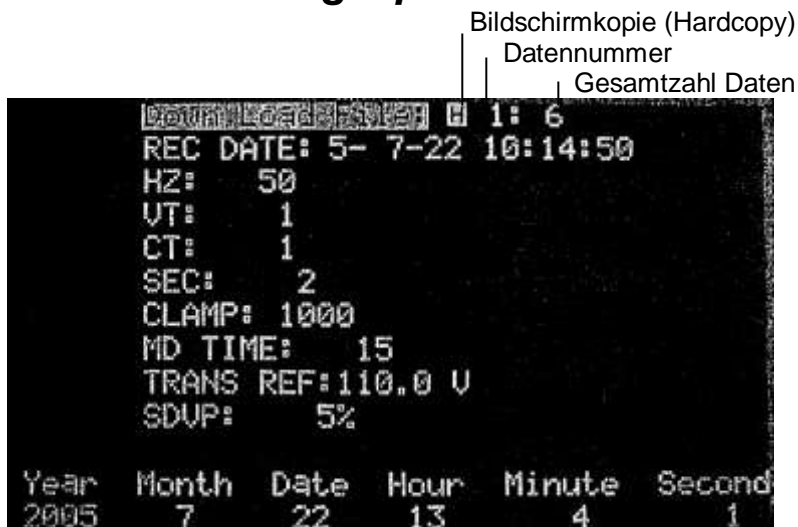 Bildschirmkopie (Hardcopy)
Datennummer
Gesamtzahl Daten
H 1: 6
REC DATE: 5- 7-22 10:14:50
HZ: 50
VT: 1
CT: 1
SEC: 2
CLAMP: 1000
MD TIME: 15
TRANS REF:110.0 V
SDVP: 5%
Year Month Date Hour Minute Second
2005 7 22 13 4 1